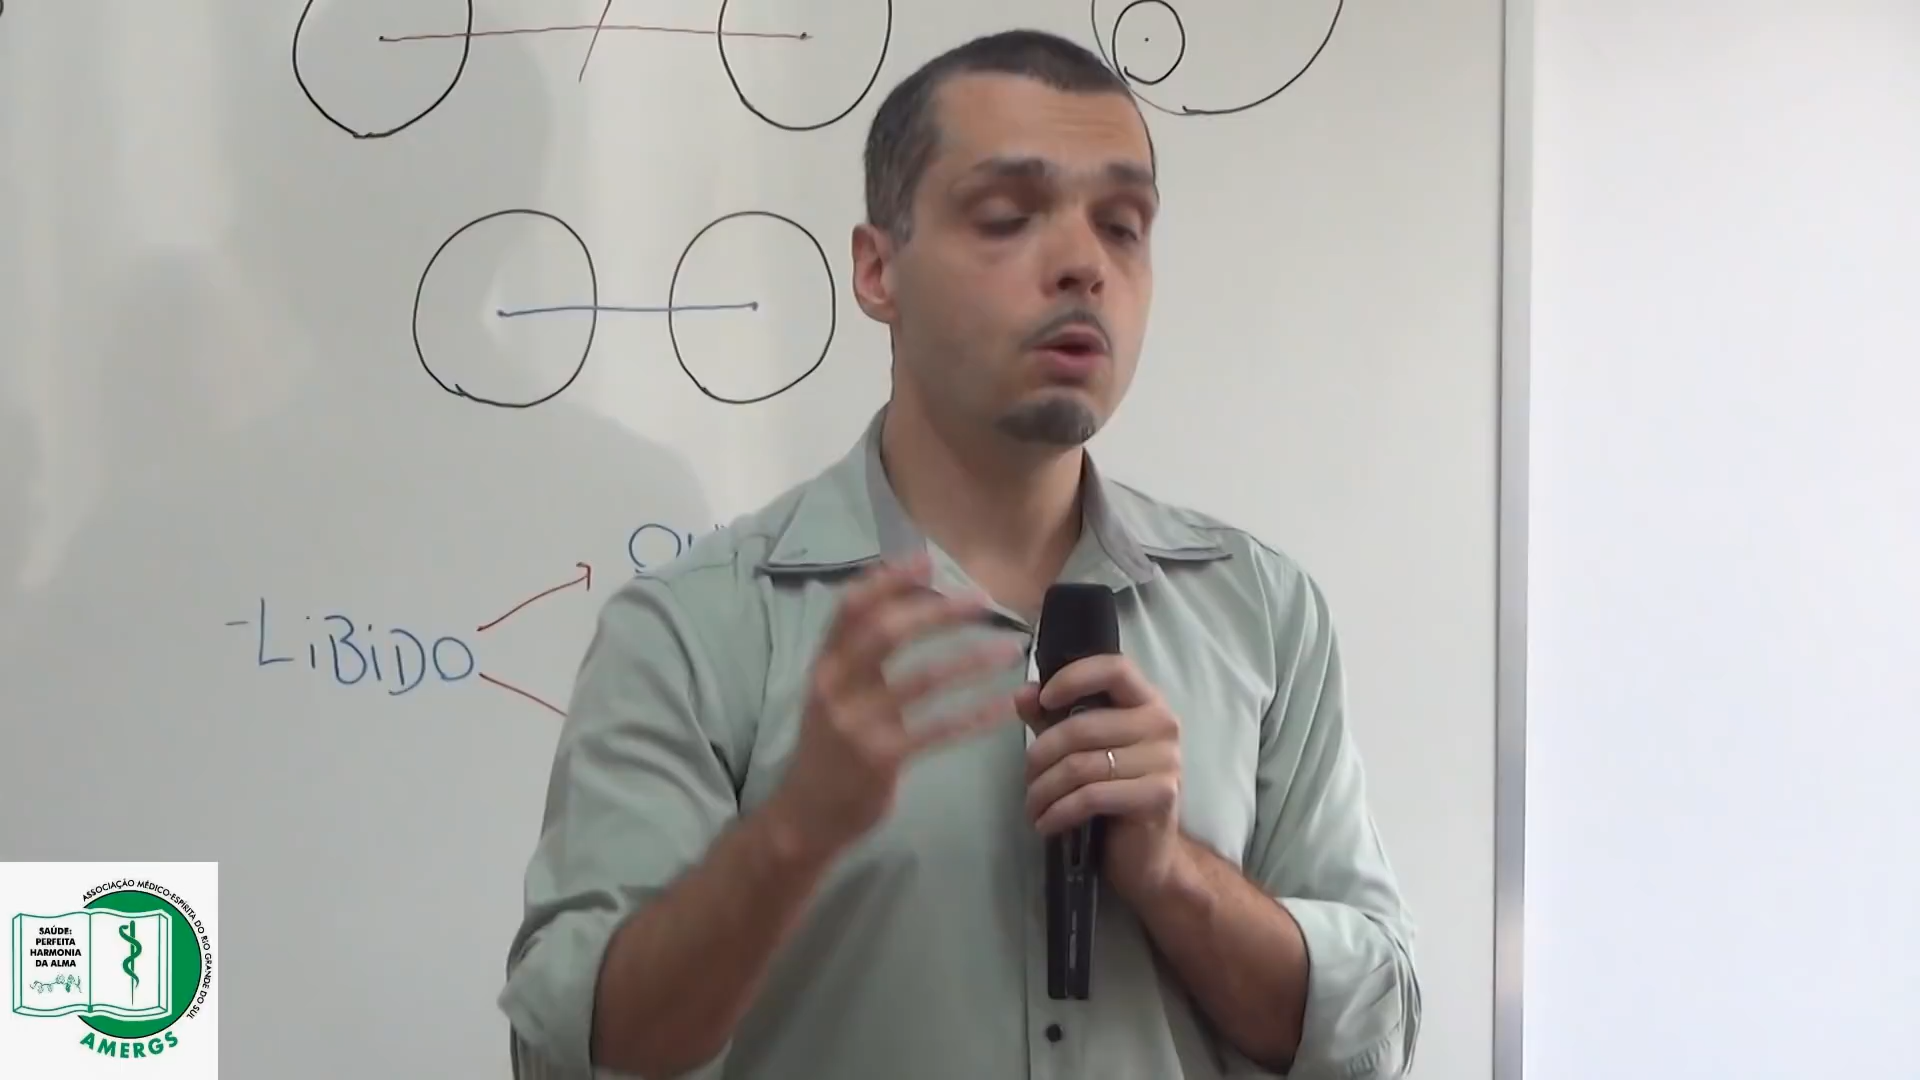 -LiBiDO
ASSOCIAÇÃO MÉDICO-ESPÍRITA DO RIO GRANDE DO SUL
SAÚDE:
PERFEITA
HARMONIA
DA ALMA
AMERGS